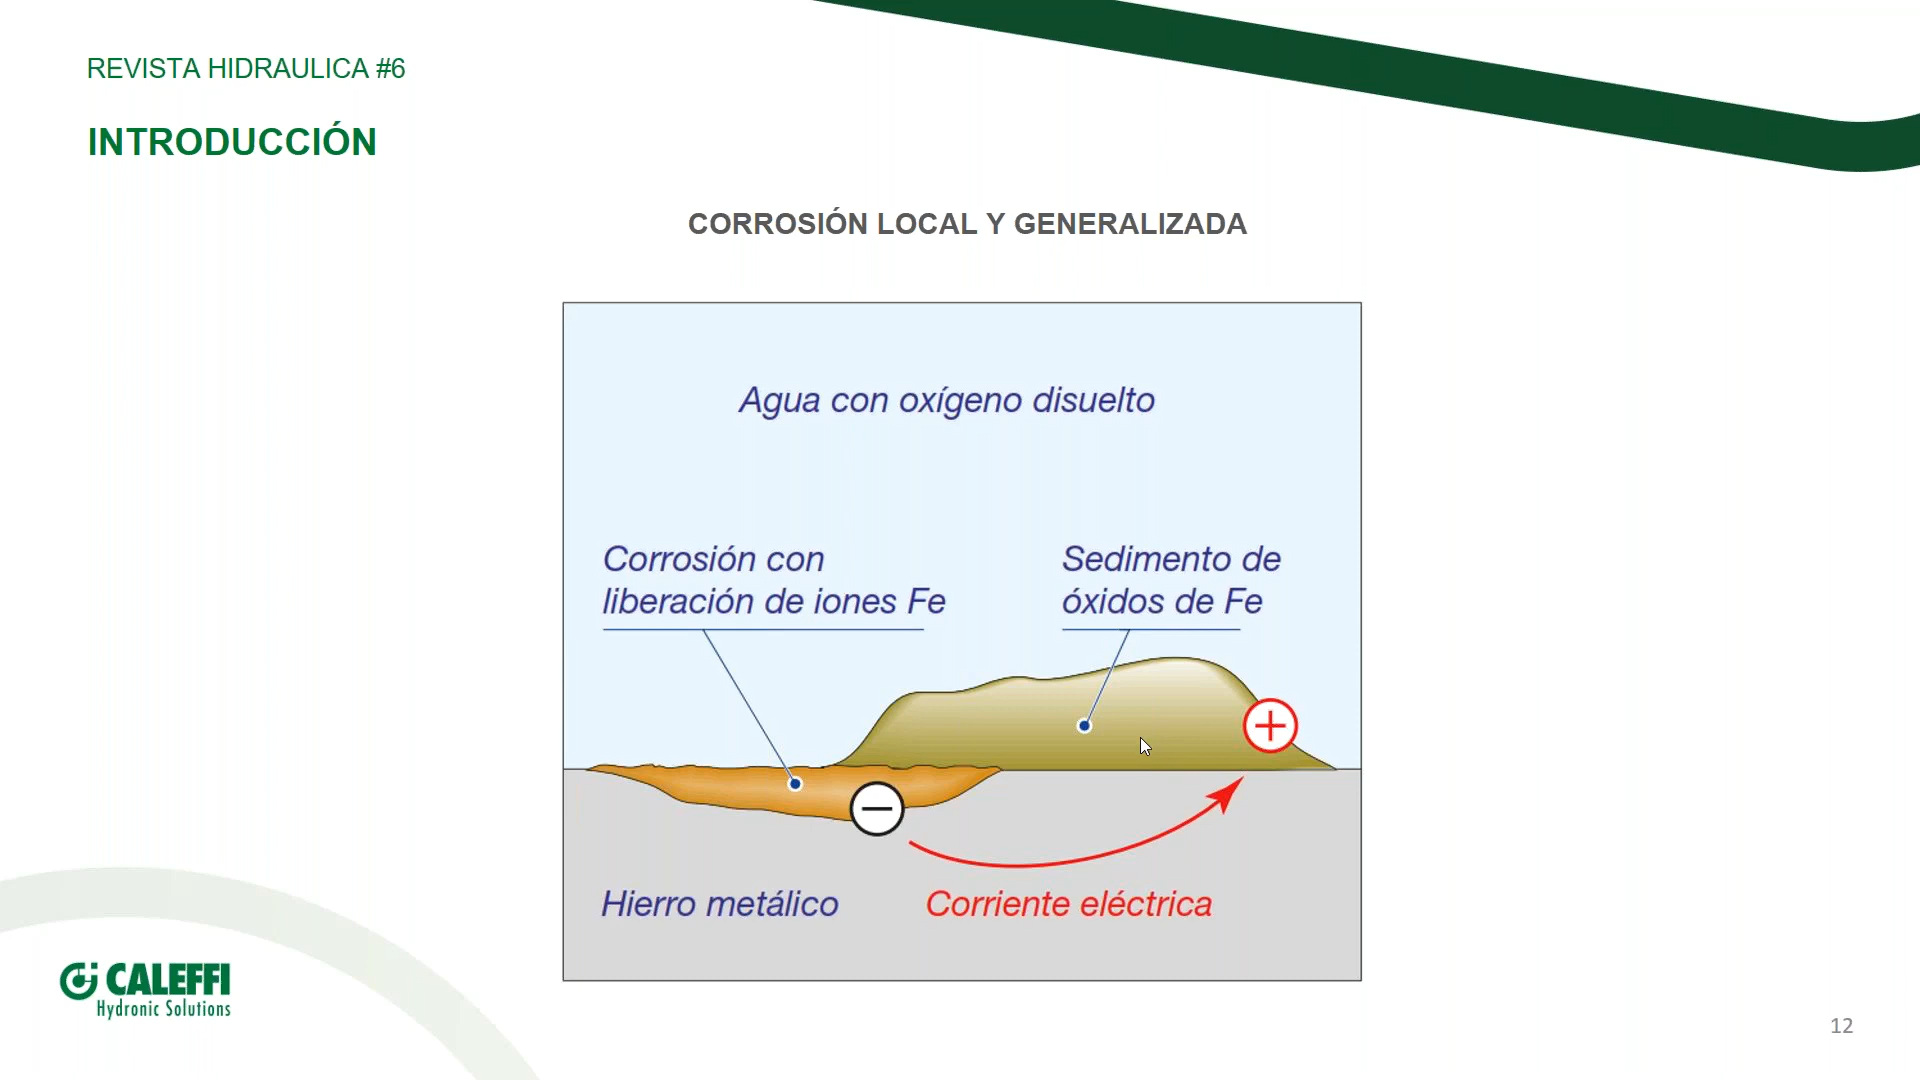 REVISTA HIDRAULICA #6
INTRODUCCIÓN
CORROSIÓN LOCAL Y GENERALIZADA
Agua con oxígeno disuelto
Corrosión con
liberación de iones Fe
Sedimento de
óxidos de Fe
Hierro metálico
Corriente eléctrica
CALEFFI
Hydronic Solutions
12